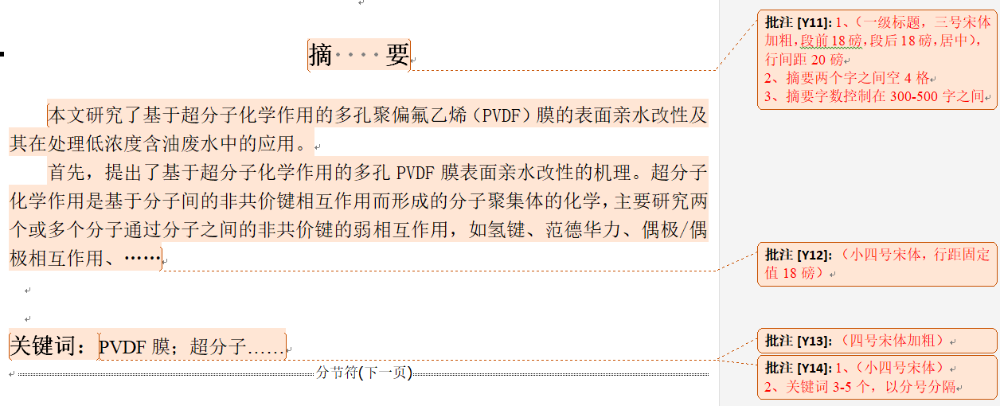 摘····要
本文研究了基于超分子化学作用的多孔聚偏氟乙烯（PVDF）膜的表面亲水改性及
其在处理低浓度含油废水中的应用。
首先，提出了基于超分子化学作用的多孔 PVDF 膜表面亲水改性的机理。超分子
化学作用是基于分子间的非共价键相互作用而形成的分子聚集体的化学，主要研究两
个或多个分子通过分子之间的非共价键的弱相互作用，如氢键、范德华力、偶极/偶
极相互作用、……
关键词：PVDF 膜；超分子……
分节符(下一页)
批注 [Y11]: 1、（一级标题，三号宋体
加粗，段前 18 磅，段后 18 磅，居中），
行间距 20 磅
2、摘要两个字之间空 4 格
3、摘要字数控制在 300-500 字之间
批注 [Y12]: （小四号宋体，行距固定
值 18 磅）
批注 [Y13]: （四号宋体加粗）
批注 [Y14]: 1、（小四号宋体）
2、关键词 3-5 个，以分号分隔